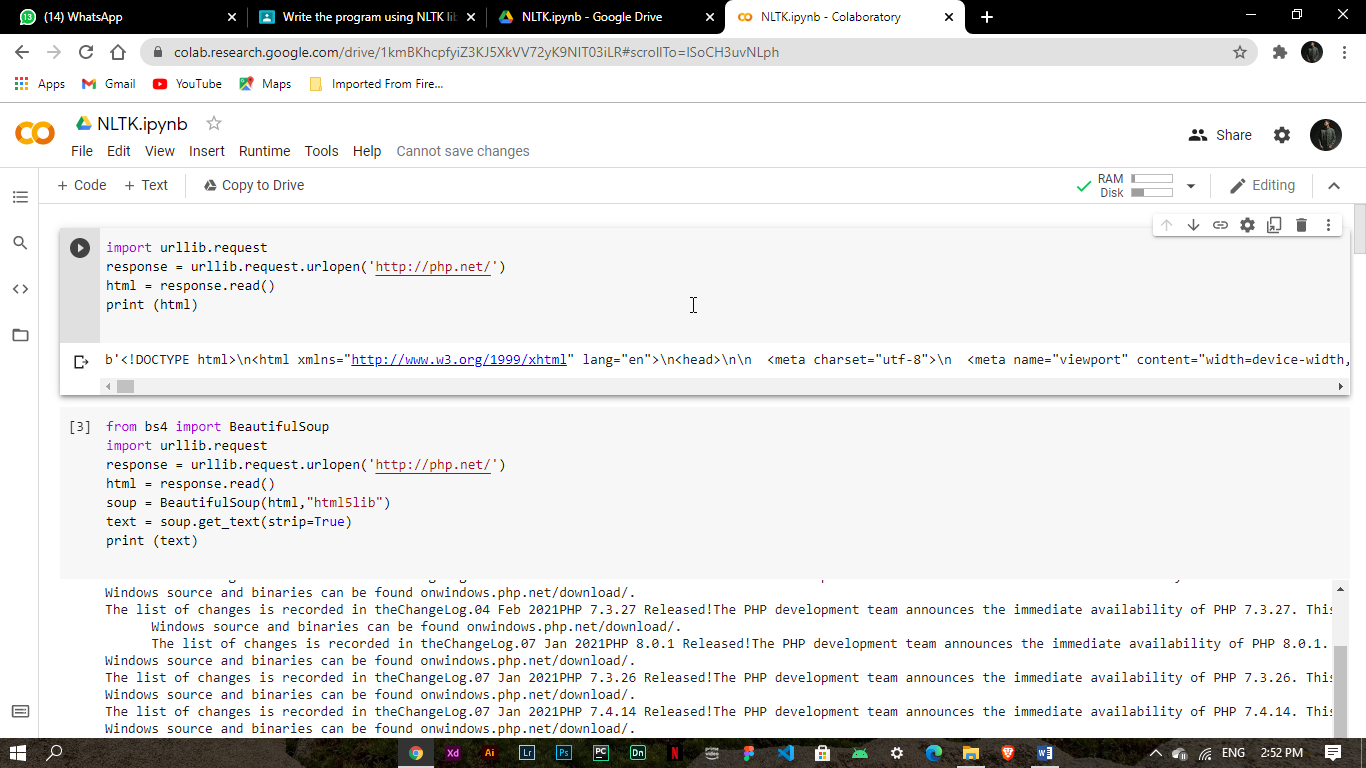 (14) WhatsApp
Write the program using NLTK lib
NLTK.ipynb - Google Drive
NLTK.ipynb - Colaboratory
colab.research.google.com/drive/1kmBKhcpfyiZ3KJ5XkVV72yK9NIT03iLR#scrollTo=lSoCH3uvNLph
Apps Gmail YouTube Maps Imported From Fire...
NLTK.ipynb
Share
File Edit View Insert Runtime Tools Help Cannot save changes
+ Code + Text Copy to Drive
RAM
Disk
Editing
import urllib.request
response = urllib.request.urlopen('http://php.net/')
html = response.read()
print (html)
b'<!DOCTYPE html>\n<html xmlns="http://www.w3.org/1999/xhtml" lang="en">\n<head>\n\n  <meta charset="utf-8">\n  <meta name="viewport" content="width=device-width,
[3]
from bs4 import BeautifulSoup
import urllib.request
response = urllib.request.urlopen('http://php.net/')
html = response.read()
soup = BeautifulSoup(html,"html5lib")
text = soup.get_text(strip=True)
print (text)
Windows source and binaries can be found onwindows.php.net/download/.
The list of changes is recorded in theChangeLog.04 Feb 2021PHP 7.3.27 Released!The PHP development team announces the immediate availability of PHP 7.3.27. This
Windows source and binaries can be found onwindows.php.net/download/.
The list of changes is recorded in theChangeLog.07 Jan 2021PHP 8.0.1 Released!The PHP development team announces the immediate availability of PHP 8.0.1.
Windows source and binaries can be found onwindows.php.net/download/.
The list of changes is recorded in theChangeLog.07 Jan 2021PHP 7.3.26 Released!The PHP development team announces the immediate availability of PHP 7.3.26. This
Windows source and binaries can be found onwindows.php.net/download/.
The list of changes is recorded in theChangeLog.07 Jan 2021PHP 7.4.14 Released!The PHP development team announces the immediate availability of PHP 7.4.14. This
Windows source and binaries can be found onwindows.php.net/download/.
Xd Ai Lr Ps PC Dn N prime video W ENG 2:52 PM